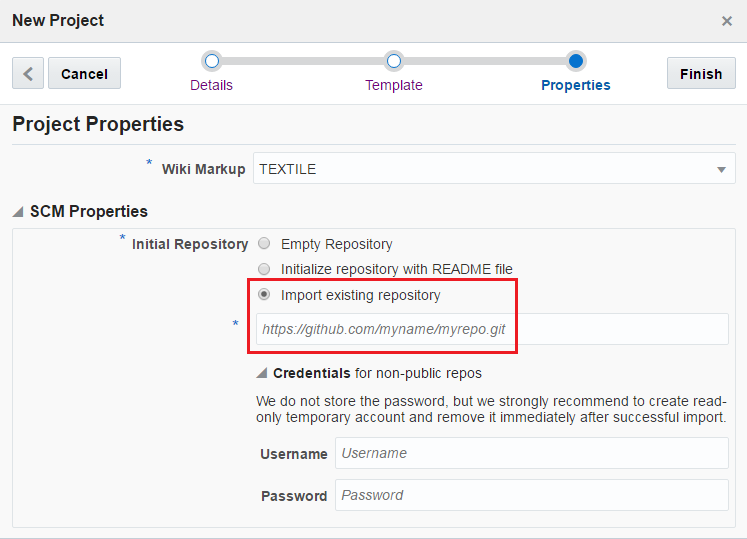 New Project ×
Cancel Details Template Properties Finish
Project Properties
* Wiki Markup TEXTILE
SCM Properties
* Initial Repository Empty Repository
Initialize repository with README file
Import existing repository
* https://github.com/myname/myrepo.git
Credentials for non-public repos
We do not store the password, but we strongly recommend to create read-
only temporary account and remove it immediately after successful import.
Username Username
Password Password